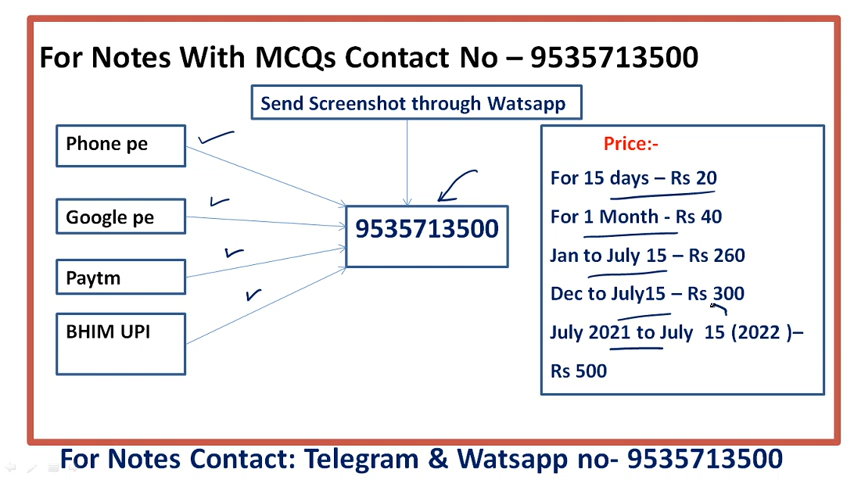 For Notes With MCQs Contact No – 9535713500
Send Screenshot through Watsapp
Phone pe
Google pe
Paytm
BHIM UPI
9535713500
Price:-
For 15 days – Rs 20
For 1 Month - Rs 40
Jan to July 15 – Rs 260
Dec to July15 – Rs 300
July 2021 to July 15 (2022 )–
Rs 500
For Notes Contact: Telegram & Watsapp no- 9535713500